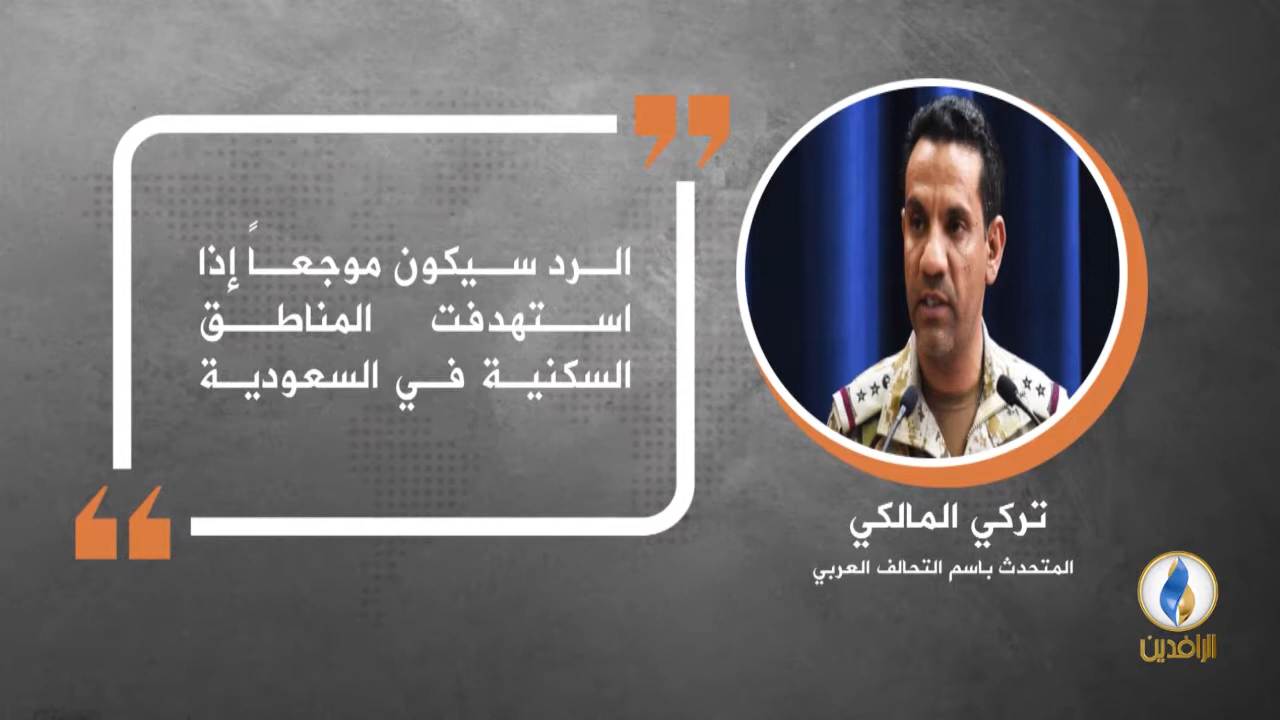 الرد سيكون موجعاً إذا
استهدفت المناطق
السكنية في السعودية
تركي المالكي
المتحدث باسم التحالف العربي
الرافدين